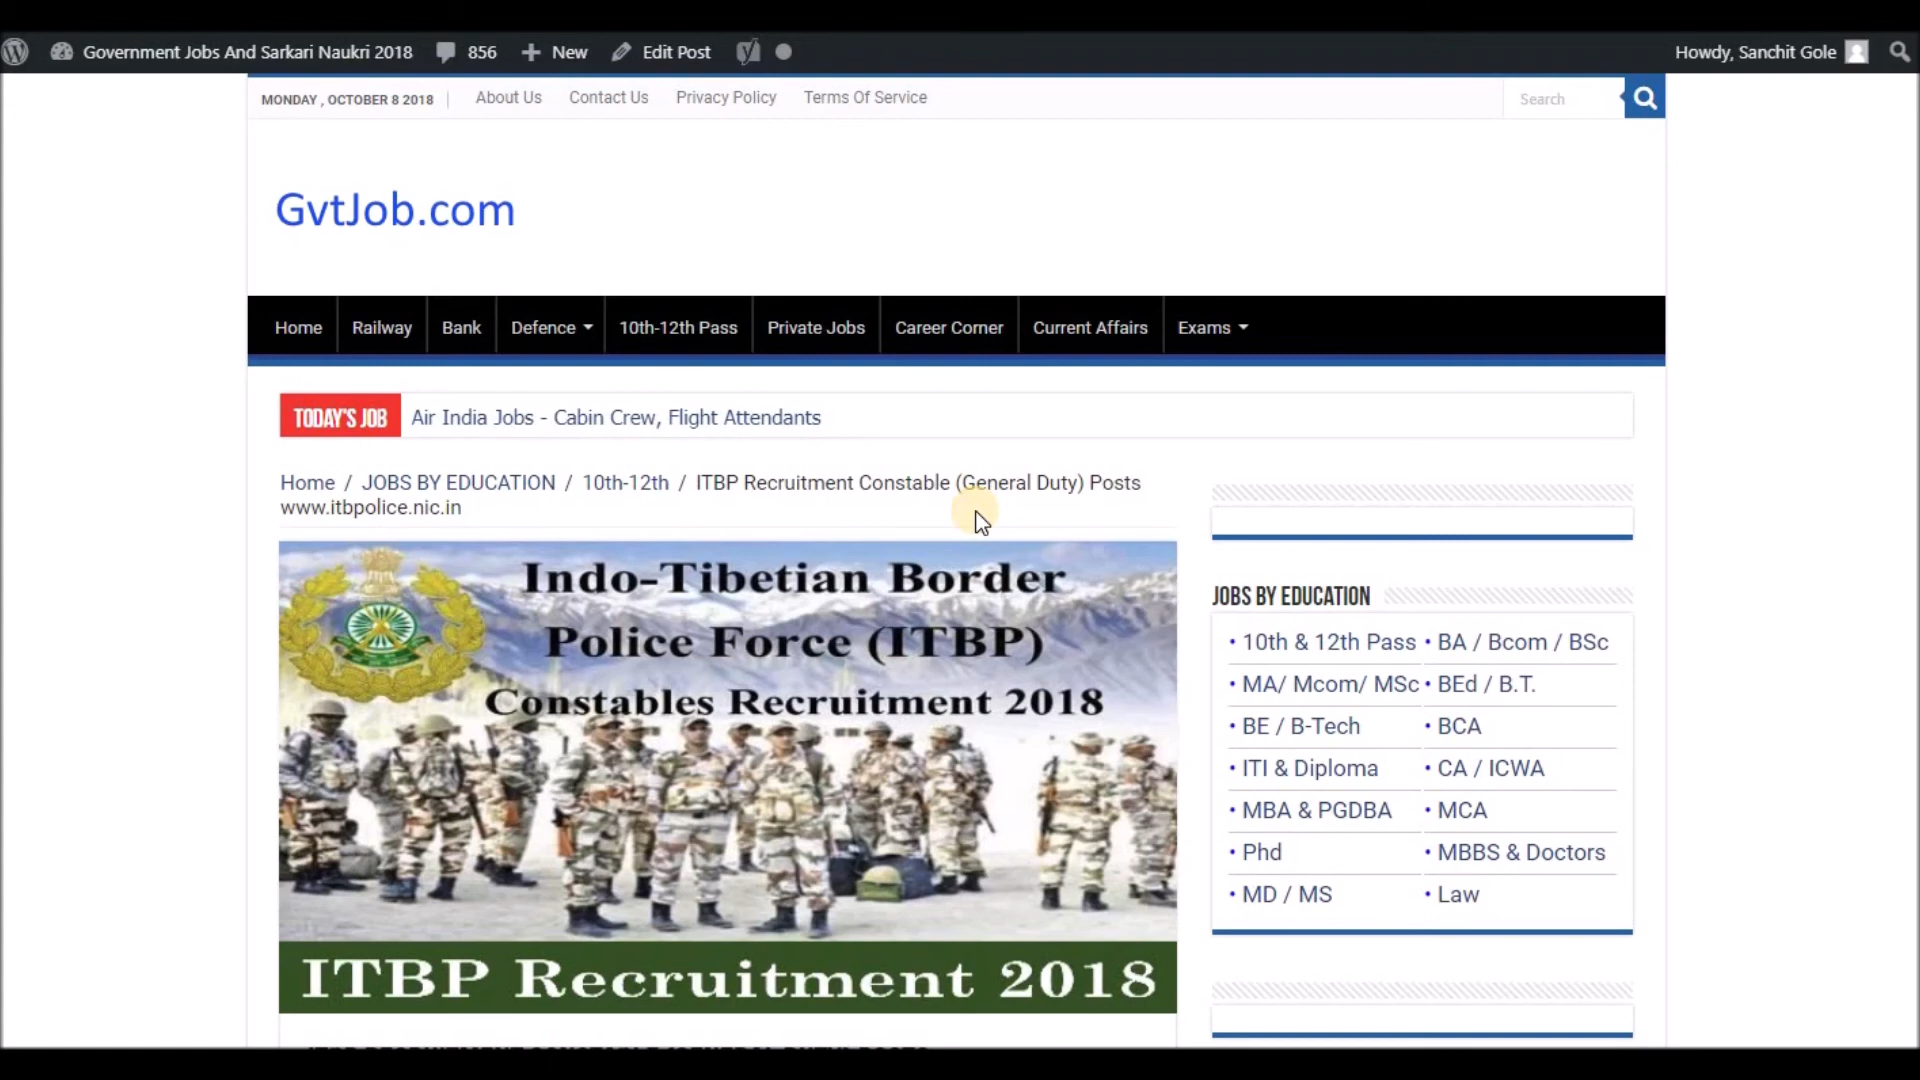 Government Jobs And Sarkari Naukri 2018 856 New Edit Post Howdy, Sanchit Gole
MONDAY , OCTOBER 8 2018 About Us Contact Us Privacy Policy Terms Of Service Search
GvtJob.com
Home Railway Bank Defence 10th-12th Pass Private Jobs Career Corner Current Affairs Exams
TODAY'S JOB Air India Jobs - Cabin Crew, Flight Attendants
Home / JOBS BY EDUCATION / 10th-12th / ITBP Recruitment Constable (General Duty) Posts
www.itbpolice.nic.in
Indo-Tibetian Border
Police Force (ITBP)
Constables Recruitment 2018
ITBP Recruitment 2018
JOBS BY EDUCATION
• 10th & 12th Pass • BA / Bcom / BSc
• MA/ Mcom/ MSc • BEd / B.T.
• BE / B-Tech • BCA
• ITI & Diploma • CA / ICWA
• MBA & PGDBA • MCA
• Phd • MBBS & Doctors
• MD / MS • Law